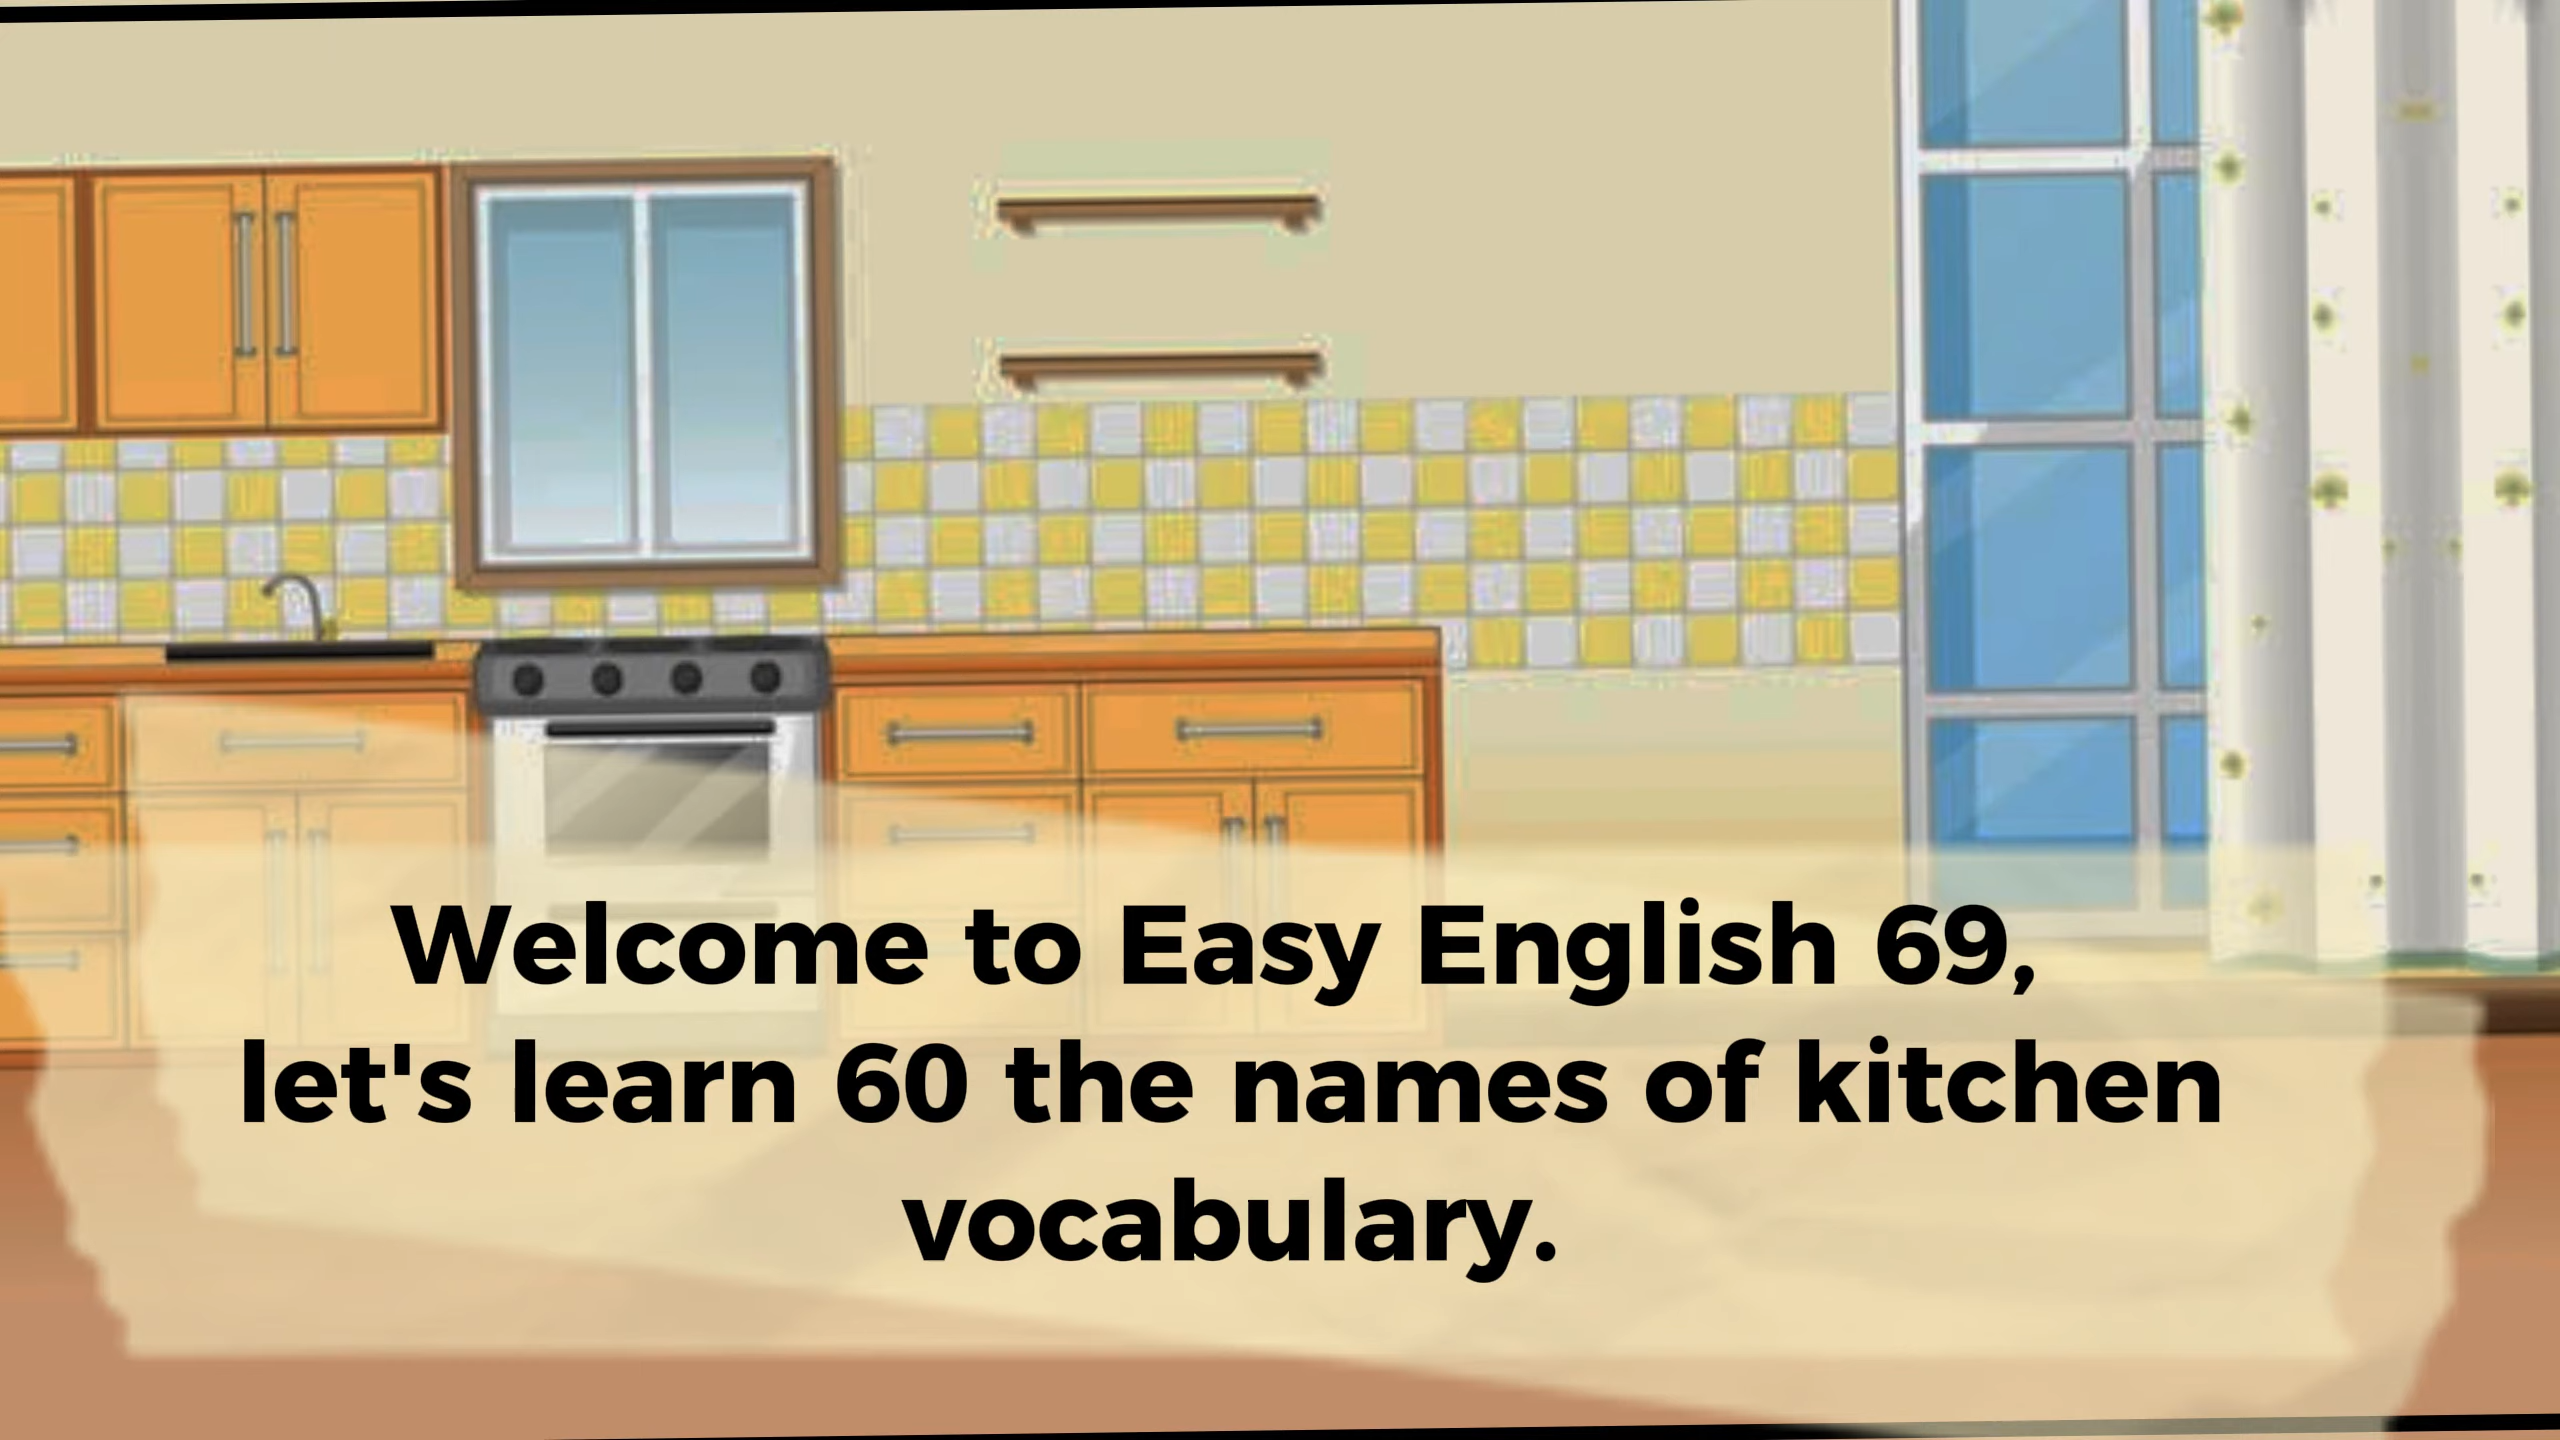 Welcome to Easy English 69,
let's learn 60 the names of kitchen
vocabulary.